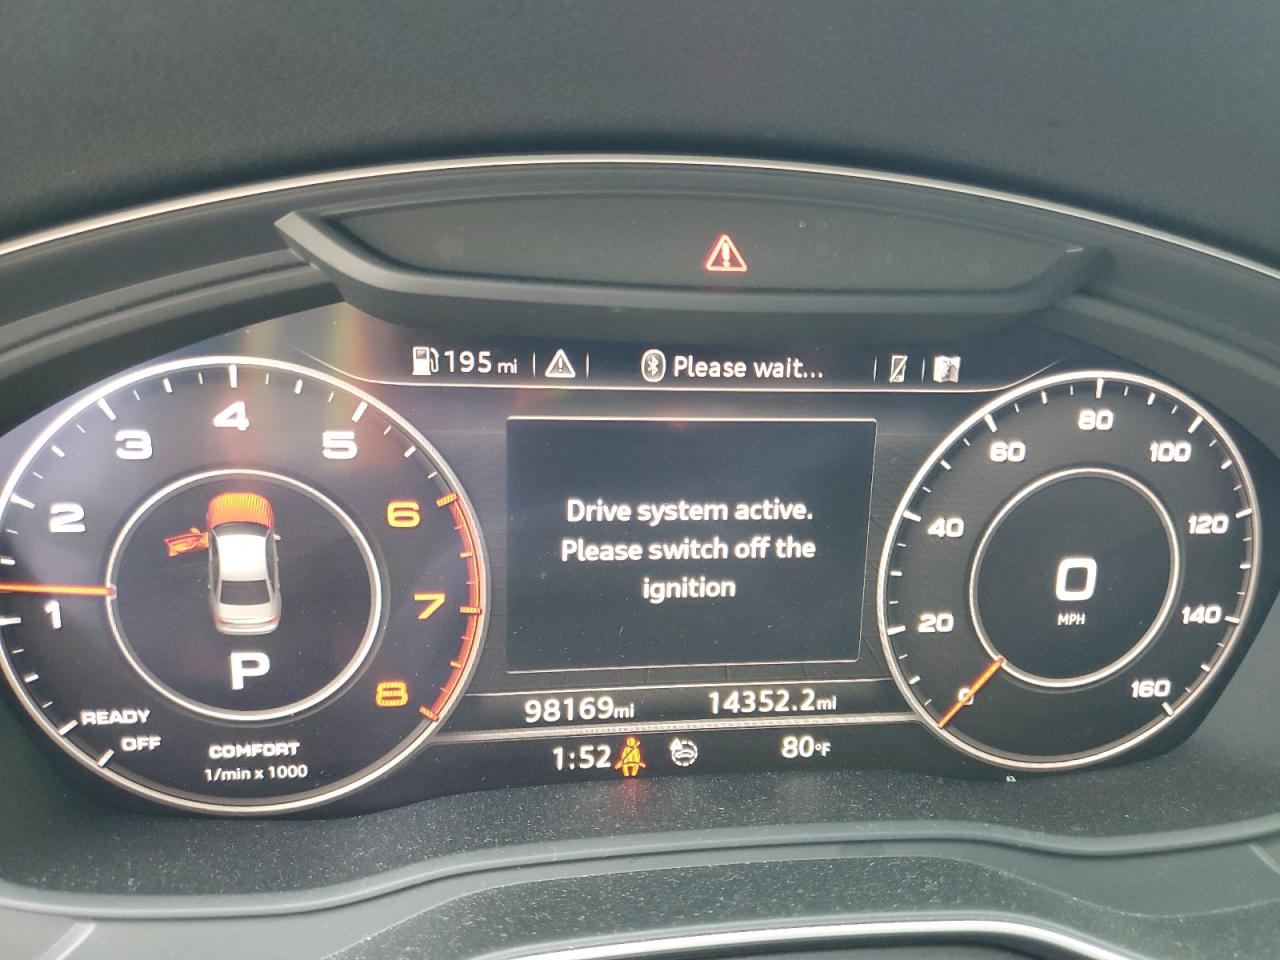 195 mi
Please wait...
1
2
3
4
5
6
7
8
P
READY
OFF
COMFORT
1/min x 1000
Drive system active.
Please switch off the
ignition
98169mi
14352.2mi
1:52
80°F
0
20
40
60
80
100
120
140
160
0
MPH